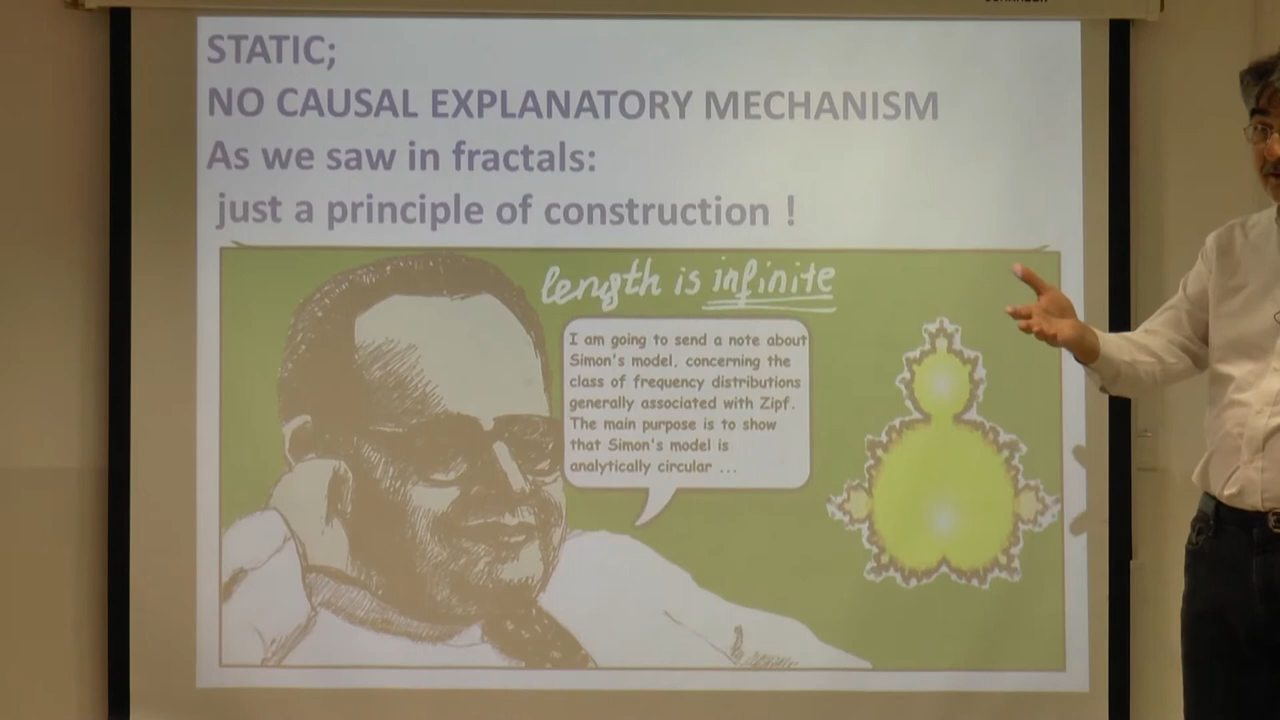 STATIC;
NO CAUSAL EXPLANATORY MECHANISM
As we saw in fractals:
just a principle of construction !
length is infinite
I am going to send a note about
Simon's model, concerning the
class of frequency distributions
generally associated with Zipf.
The main purpose is to show
that Simon's model is
analytically circular ...